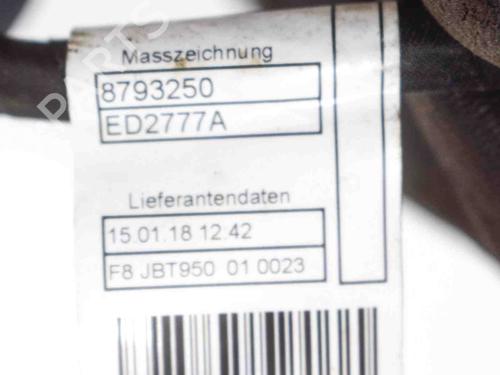 Masszeichnung
8793250
ED2777A
Lieferantendaten
15.01.18 12.42
F8 JBT950 01 0023